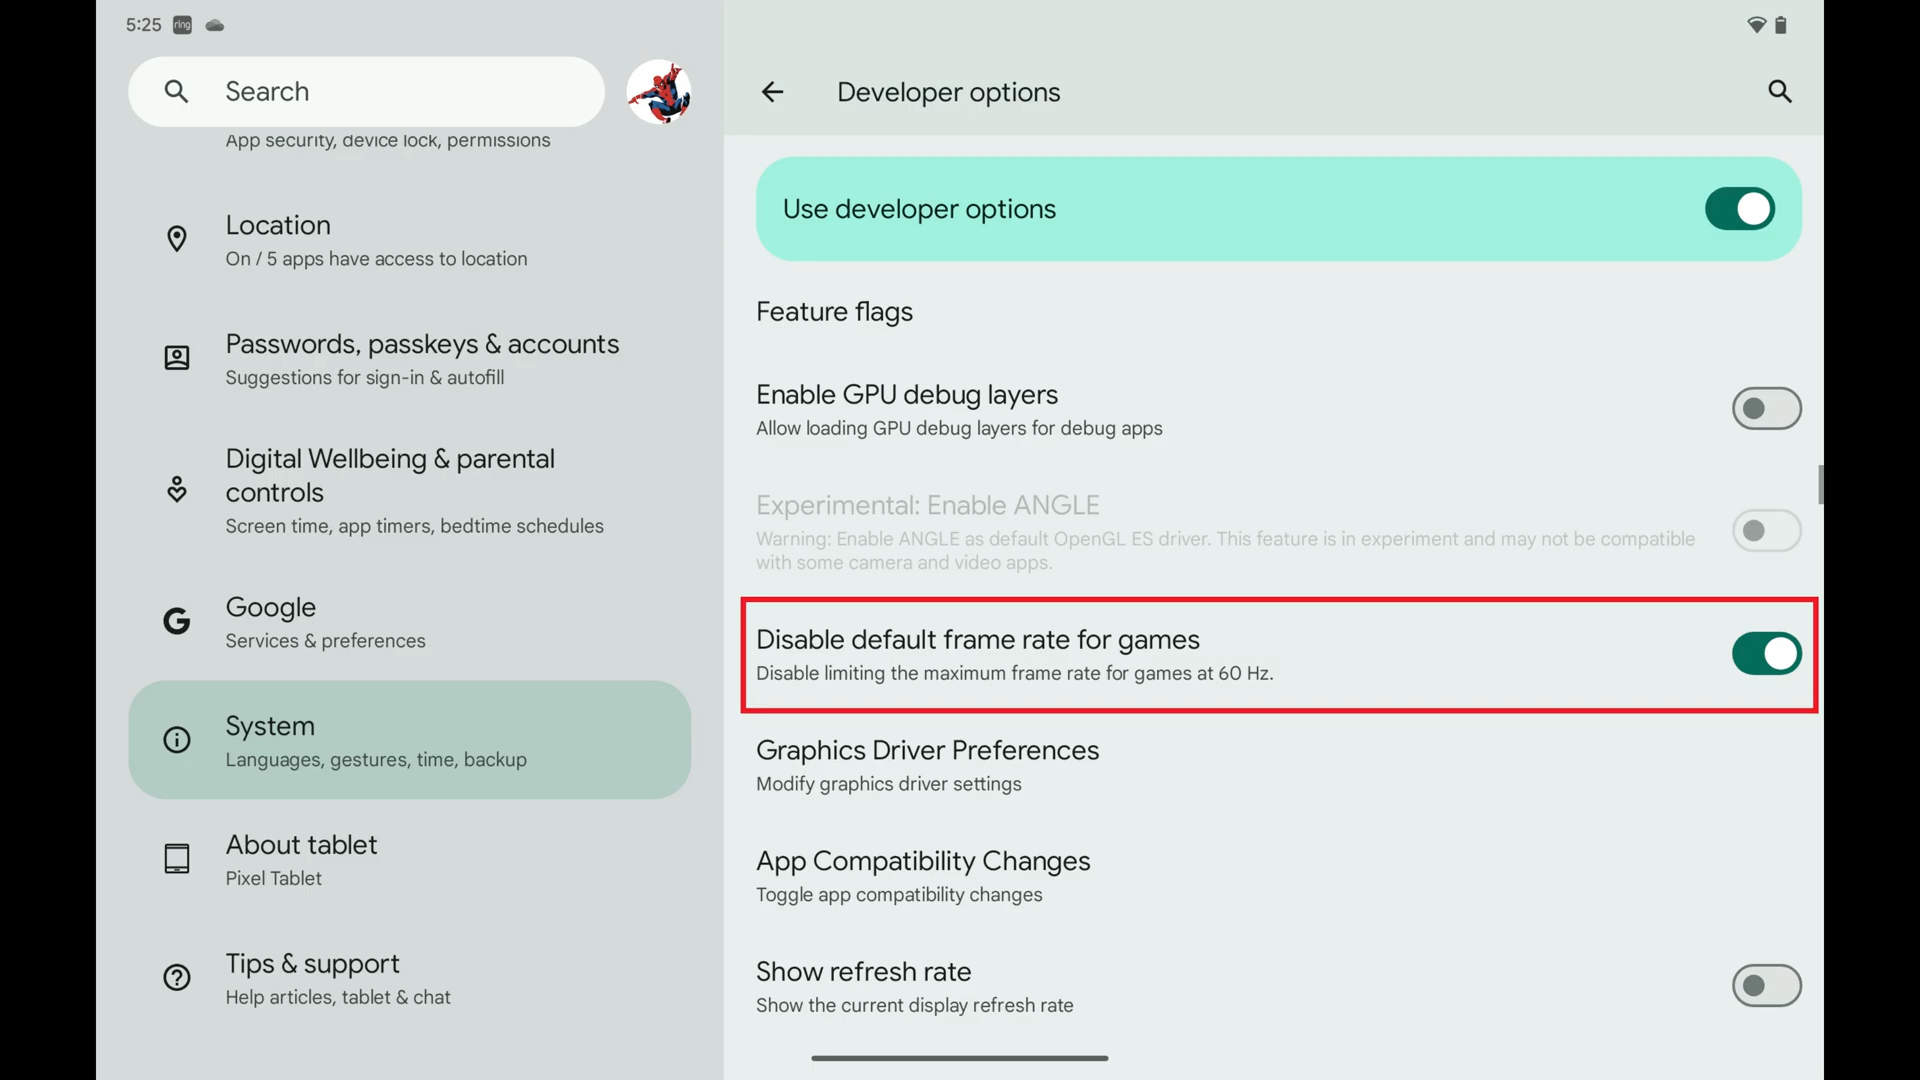 5:25
ring
Search
App security, device lock, permissions
Location
On / 5 apps have access to location
Passwords, passkeys & accounts
Suggestions for sign-in & autofill
Digital Wellbeing & parental
controls
Screen time, app timers, bedtime schedules
Google
Services & preferences
System
Languages, gestures, time, backup
About tablet
Pixel Tablet
Tips & support
Help articles, tablet & chat
Developer options
Use developer options
Feature flags
Enable GPU debug layers
Allow loading GPU debug layers for debug apps
Experimental: Enable ANGLE
Warning: Enable ANGLE as default OpenGL ES driver. This feature is in experiment and may not be compatible
with some camera and video apps.
Disable default frame rate for games
Disable limiting the maximum frame rate for games at 60 Hz.
Graphics Driver Preferences
Modify graphics driver settings
App Compatibility Changes
Toggle app compatibility changes
Show refresh rate
Show the current display refresh rate